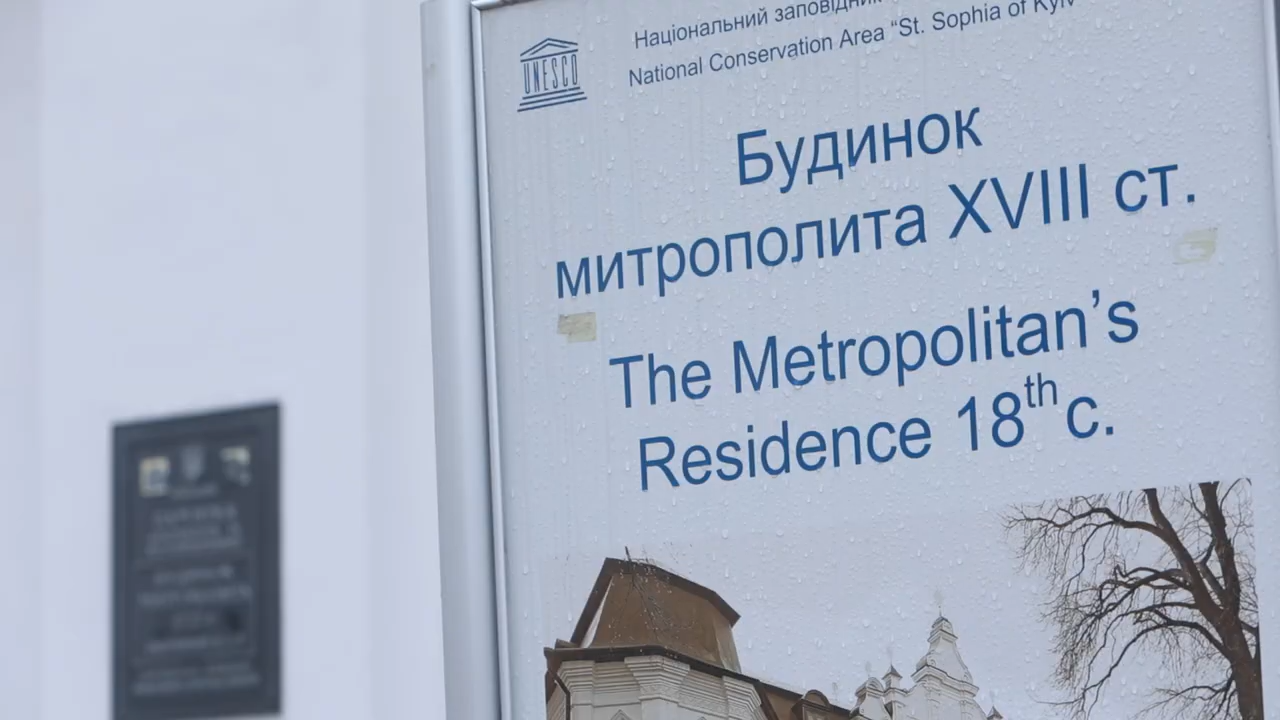 UNESCO
Національний заповідник
National Conservation Area “St. Sophia of Kyiv
Будинок
митрополита XVIII ст.
The Metropolitan’s
Residence 18th c.